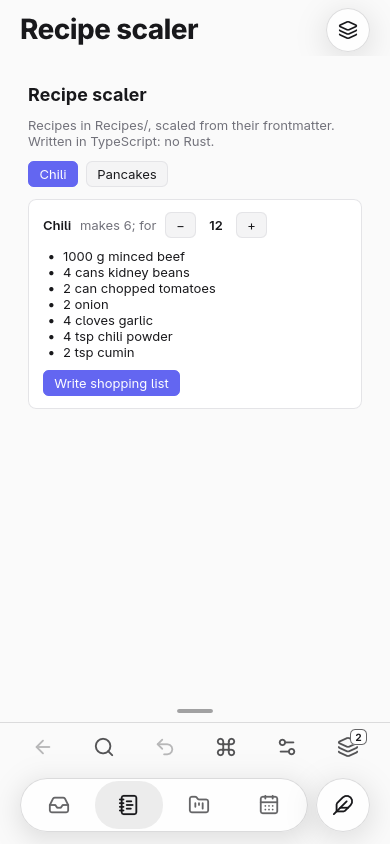 Recipe scaler
Recipe scaler
Recipes in Recipes/, scaled from their frontmatter.
Written in TypeScript: no Rust.
Chili
Pancakes
Chili makes 6; for − 12 +
• 1000 g minced beef
• 4 cans kidney beans
• 2 can chopped tomatoes
• 2 onion
• 4 cloves garlic
• 4 tsp chili powder
• 2 tsp cumin
Write shopping list
2